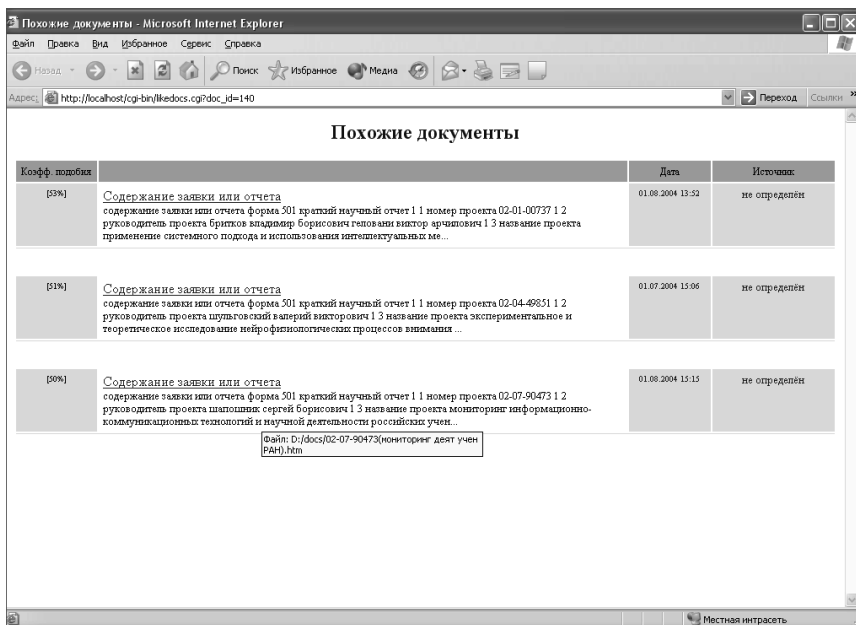 Похожие документы - Microsoft Internet Explorer
Файл Правка Вид Избранное Сервис Справка
Назад Поиск Избранное Медиа
Адрес: http://localhost/cgi-bin/likedocs.cgi?doc_id=140 Переход Ссылки »
Похожие документы
Коэфф. подобия Дата Источник
[53%] Содержание заявки или отчета 01.08.2004 13:52 не определён
содержание заявки или отчета форма 501 краткий научный отчет 1 1 номер проекта 02-01-00737 1 2
руководитель проекта бритков владимир борисович геловани виктор арчилович 1 3 название проекта
применение системного подхода и использования интеллектуальных ме...
[51%] Содержание заявки или отчета 01.07.2004 15:06 не определён
содержание заявки или отчета форма 501 краткий научный отчет 1 1 номер проекта 02-04-49851 1 2
руководитель проекта шульговский валерий викторович 1 3 название проекта экспериментальное и
теоретическое исследование нейрофизиологических процессов внимания ...
[50%] Содержание заявки или отчета 01.08.2004 15:15 не определён
содержание заявки или отчета форма 501 краткий научный отчет 1 1 номер проекта 02-07-90473 1 2
руководитель проекта шапошник сергей борисович 1 3 название проекта мониторинг информационно-
коммуникационных технологий и научной деятельности российских учен...
Файл: D:/docs/02-07-90473(мониторинг деят учен
РАН).htm
Местная интрасеть